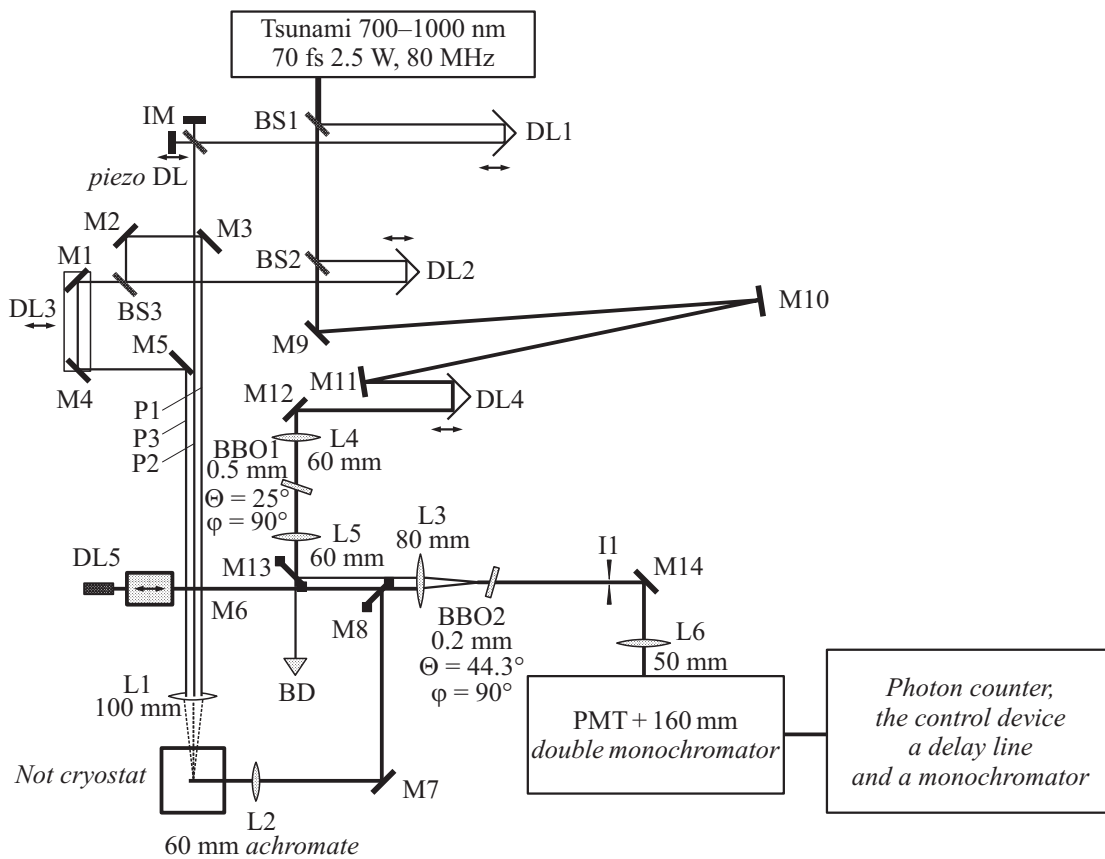 Tsunami 700–1000 nm
70 fs 2.5 W, 80 MHz
IM
BS1
DL1
piezo DL
M2
M3
M1
BS2
DL2
BS3
DL3
M10
M9
M5
M11
M4
M12
DL4
P1
P3
P2
L4
BBO1
60 mm
0.5 mm
Θ = 25°
φ = 90°
L5
60 mm
L3
80 mm
I1
M14
DL5
M13
M6
M8
BBO2
0.2 mm
Θ = 44.3°
φ = 90°
L6
50 mm
BD
L1
100 mm
PMT + 160 mm
double monochromator
Photon counter,
the control device
a delay line
and a monochromator
Not cryostat
M7
L2
60 mm achromate